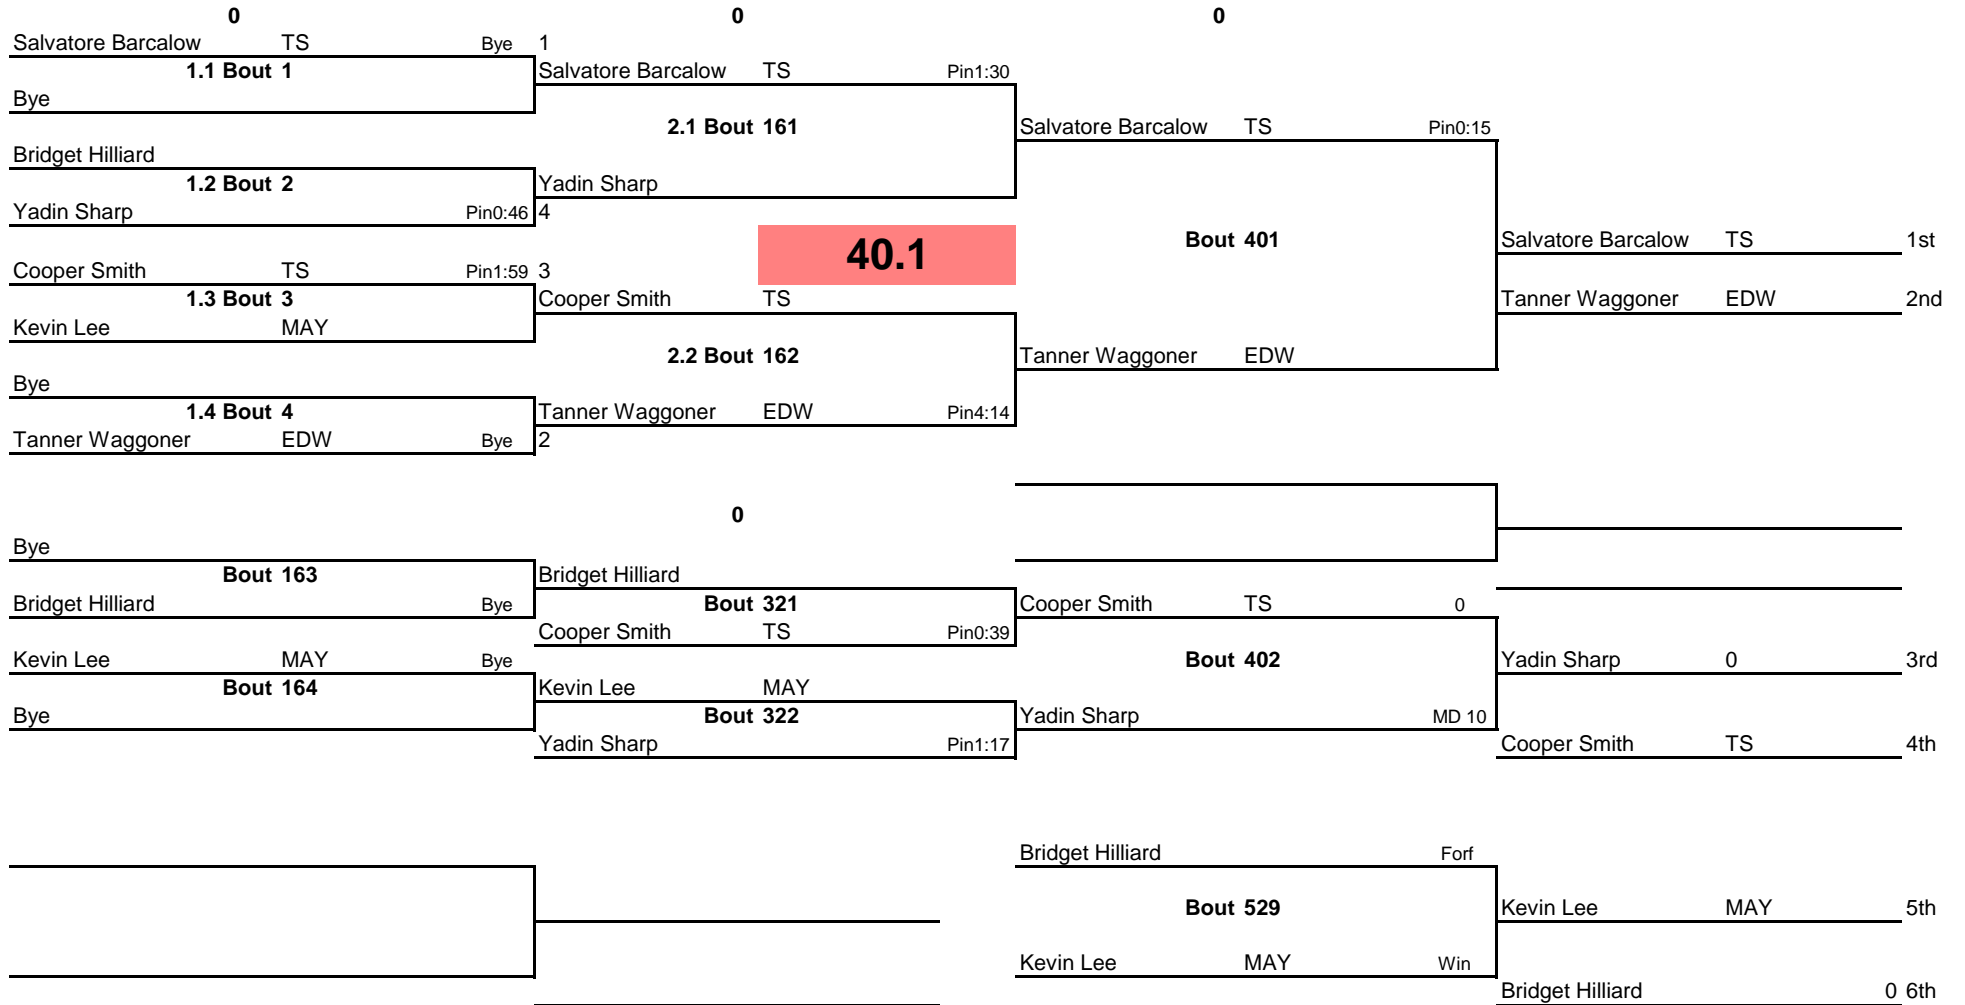 0 0 0
Salvatore Barcalow TS Bye 1
1.1 Bout 1 Salvatore Barcalow TS Pin1:30
Bye
2.1 Bout 161 Salvatore Barcalow TS Pin0:15
Bridget Hilliard
1.2 Bout 2 Yadin Sharp
Yadin Sharp Pin0:46 4
40.1 Bout 401 Salvatore Barcalow TS 1st
Cooper Smith TS Pin1:59 3
1.3 Bout 3 Cooper Smith TS Tanner Waggoner EDW 2nd
Kevin Lee MAY
2.2 Bout 162 Tanner Waggoner EDW
Bye
1.4 Bout 4 Tanner Waggoner EDW Pin4:14
Tanner Waggoner EDW Bye 2
0
Bye
Bout 163 Bridget Hilliard
Bridget Hilliard Bye Bout 321 Cooper Smith TS 0
Cooper Smith TS Pin0:39
Kevin Lee MAY Bye Bout 402 Yadin Sharp 0 3rd
Bout 164 Kevin Lee MAY
Bye Bout 322 Yadin Sharp MD 10
Yadin Sharp Pin1:17 Cooper Smith TS 4th
Bridget Hilliard Forf
Bout 529 Kevin Lee MAY 5th
Kevin Lee MAY Win
Bridget Hilliard 0 6th